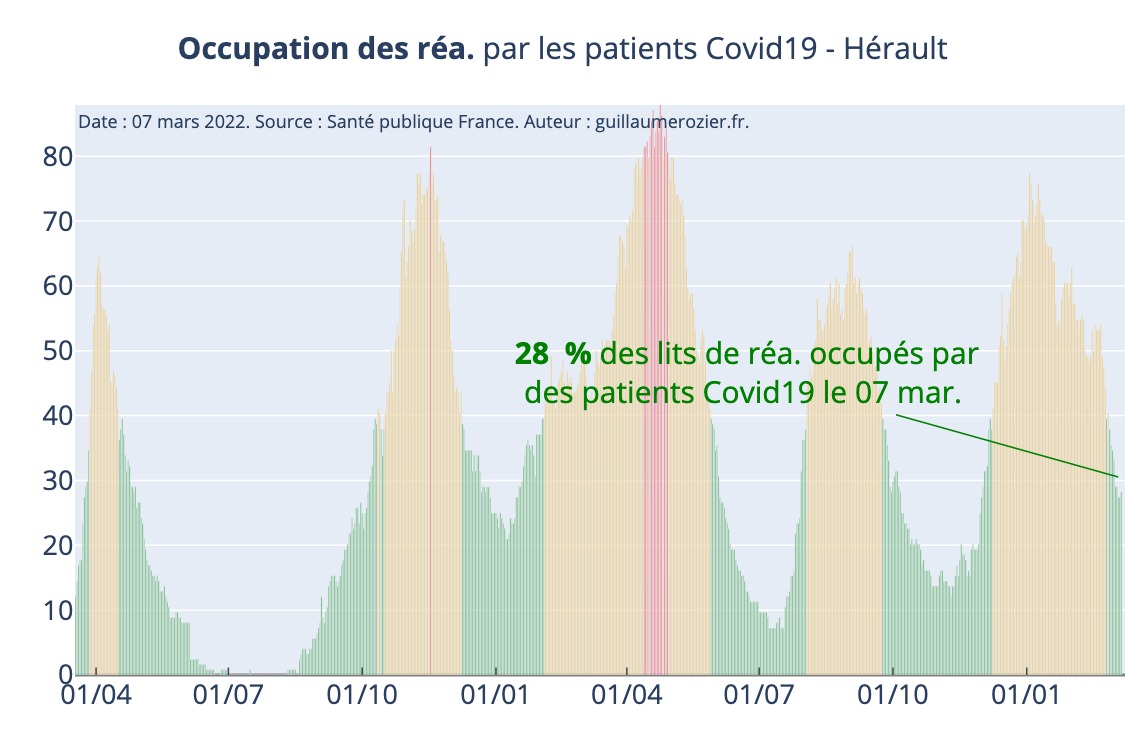 Occupation des réa. par les patients Covid19 - Hérault
Date : 07 mars 2022. Source : Santé publique France. Auteur : guillaumerozier.fr.
80
70
60
50
28 % des lits de réa. occupés par
des patients Covid19 le 07 mar.
40
30
20
10
0
01/04 01/07 01/10 01/01 01/04 01/07 01/10 01/01